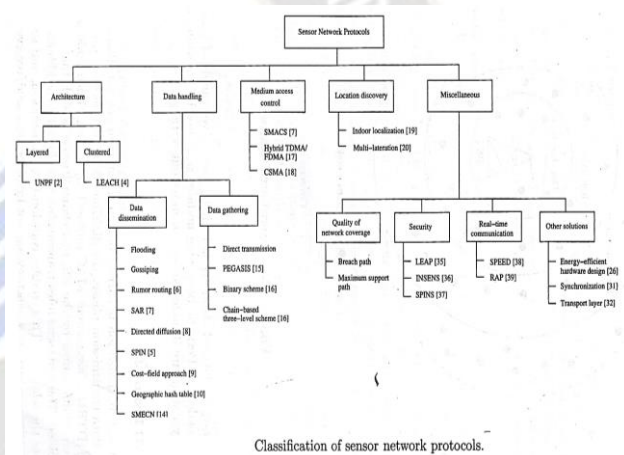 Sensor Network Protocols
Architecture
Data handling
Medium access
control
Location discovery
Miscellaneous
Layered
Clustered
UNPF [2]
LEACH [4]
SMACS [7]
Hybrid TDMA/
FDMA [17]
CSMA [18]
Indoor localization [19]
Multi-lateration [20]
Data
dissemination
Data gathering
Flooding
Gossiping
Rumor routing [6]
SAR [7]
Directed diffusion [8]
SPIN [5]
Cost-field approach [9]
Geographic hash table [10]
SMECN [14]
Direct transmission
PEGASIS [15]
Binary scheme [16]
Chain-based
three-level scheme [16]
Quality of
network coverage
Security
Real-time
communication
Other solutions
Breach path
Maximum support
path
LEAP [35]
INSENS [36]
SPINS [37]
SPEED [38]
RAP [39]
Energy-efficient
hardware design [26]
Synchronization [31]
Transport layer [32]
Classification of sensor network protocols.